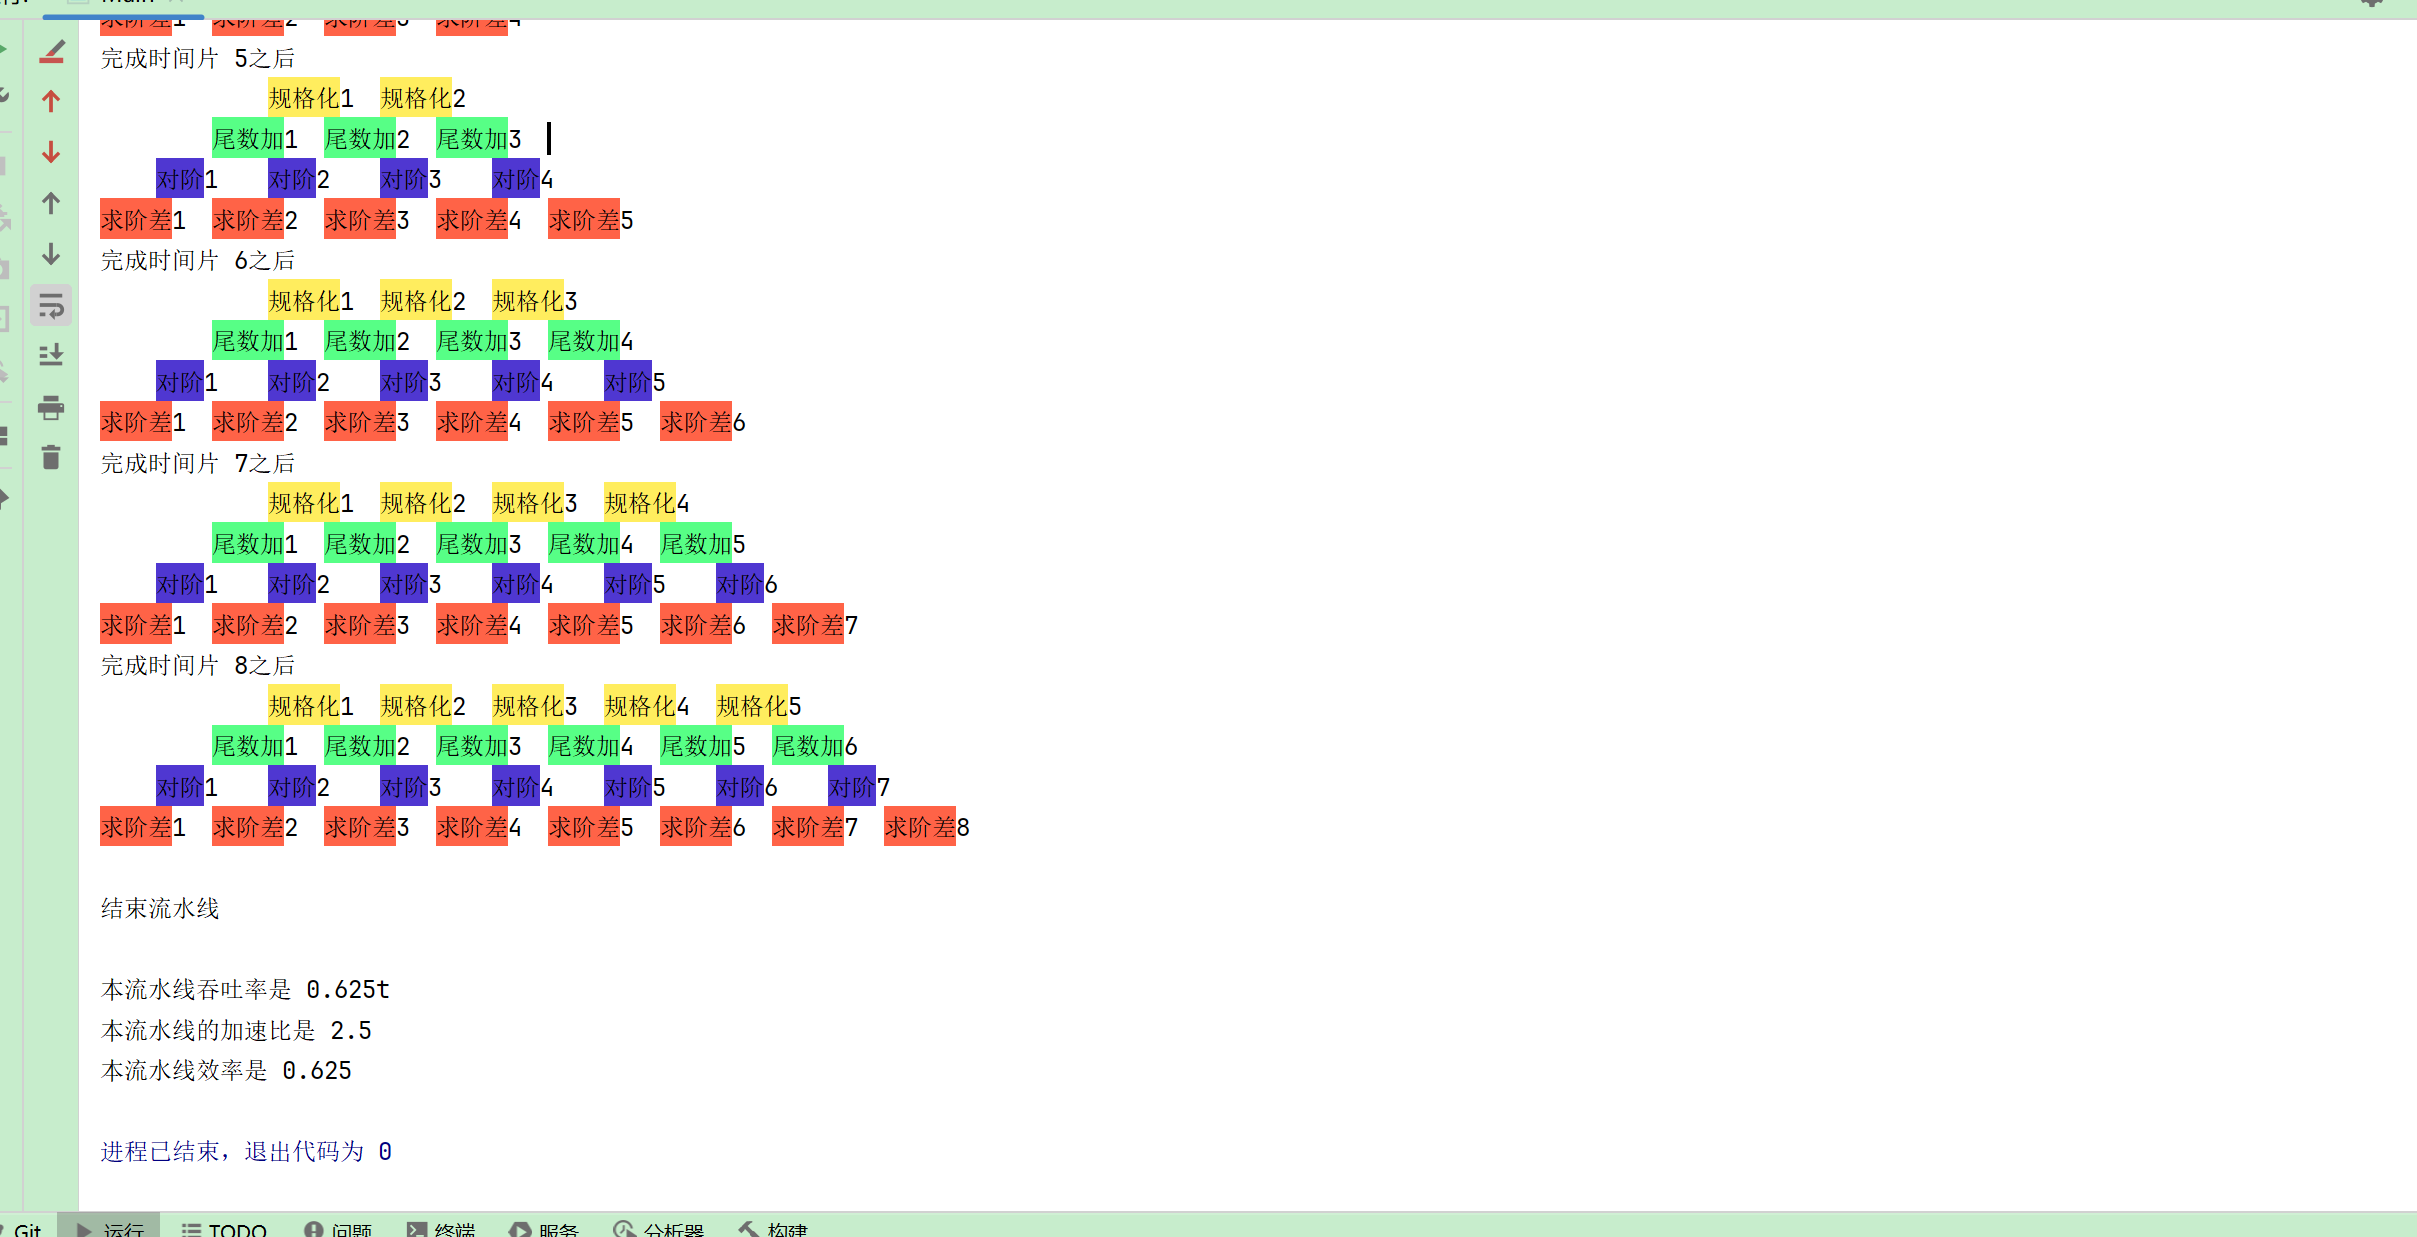 Main
求阶差1 求阶差2 求阶差3 求阶差4
完成时间片 5之后
规格化1 规格化2
尾数加1 尾数加2 尾数加3
对阶1 对阶2 对阶3 对阶4
求阶差1 求阶差2 求阶差3 求阶差4 求阶差5
完成时间片 6之后
规格化1 规格化2 规格化3
尾数加1 尾数加2 尾数加3 尾数加4
对阶1 对阶2 对阶3 对阶4 对阶5
求阶差1 求阶差2 求阶差3 求阶差4 求阶差5 求阶差6
完成时间片 7之后
规格化1 规格化2 规格化3 规格化4
尾数加1 尾数加2 尾数加3 尾数加4 尾数加5
对阶1 对阶2 对阶3 对阶4 对阶5 对阶6
求阶差1 求阶差2 求阶差3 求阶差4 求阶差5 求阶差6 求阶差7
完成时间片 8之后
规格化1 规格化2 规格化3 规格化4 规格化5
尾数加1 尾数加2 尾数加3 尾数加4 尾数加5 尾数加6
对阶1 对阶2 对阶3 对阶4 对阶5 对阶6 对阶7
求阶差1 求阶差2 求阶差3 求阶差4 求阶差5 求阶差6 求阶差7 求阶差8
结束流水线
本流水线吞吐率是 0.625t
本流水线的加速比是 2.5
本流水线效率是 0.625
进程已结束，退出代码为 0
Git 运行 TODO 问题 终端 服务 分析器 构建